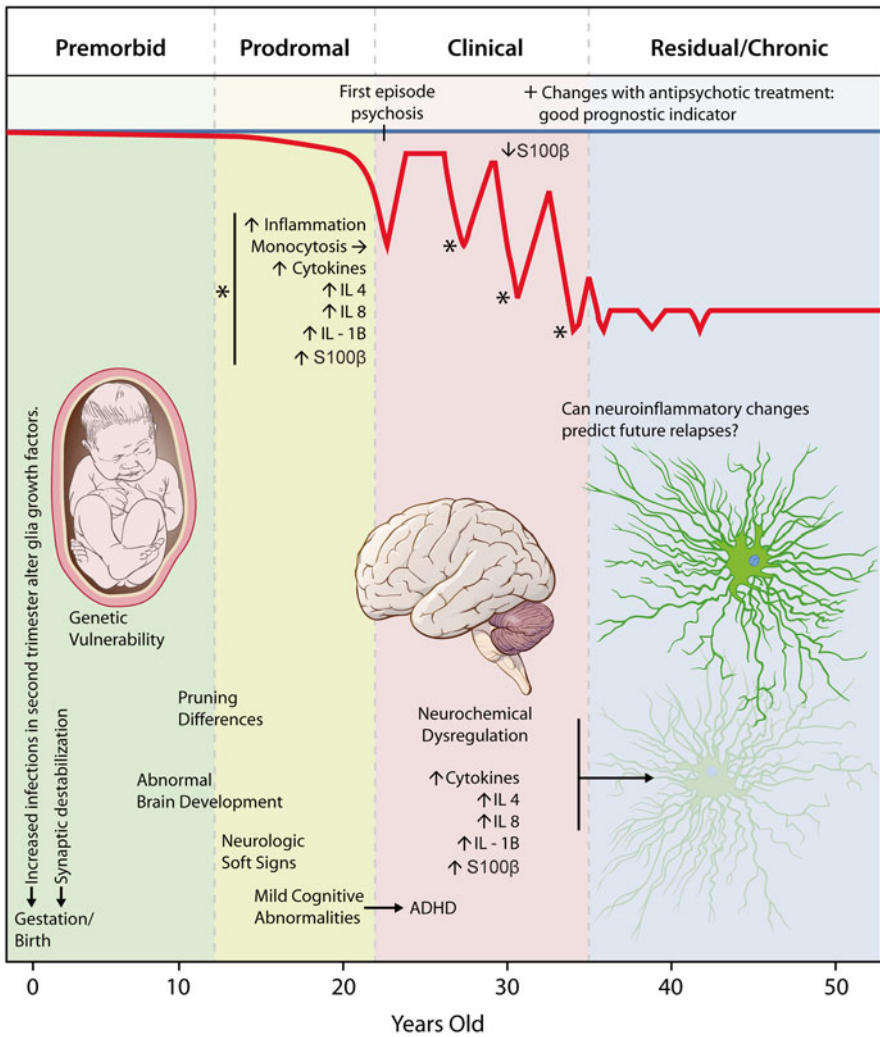 Premorbid
Prodromal
Clinical
Residual/Chronic
First episode
psychosis
+ Changes with antipsychotic treatment:
good prognostic indicator
↓S100β
↑ Inflammation
Monocytosis →
↑ Cytokines
↑ IL 4
↑ IL 8
↑ IL - 1B
↑ S100β
*
*
*
*
Can neuroinflammatory changes
predict future relapses?
Increased infections in second trimester alter glia growth factors.
Synaptic destabilization
Genetic
Vulnerability
Pruning
Differences
Abnormal
Brain Development
Neurologic
Soft Signs
Mild Cognitive
Abnormalities
→ ADHD
Neurochemical
Dysregulation
↑Cytokines
↑ IL 4
↑ IL 8
↑ IL - 1B
↑ S100β
Gestation/
Birth
0
10
20
30
40
50
Years Old